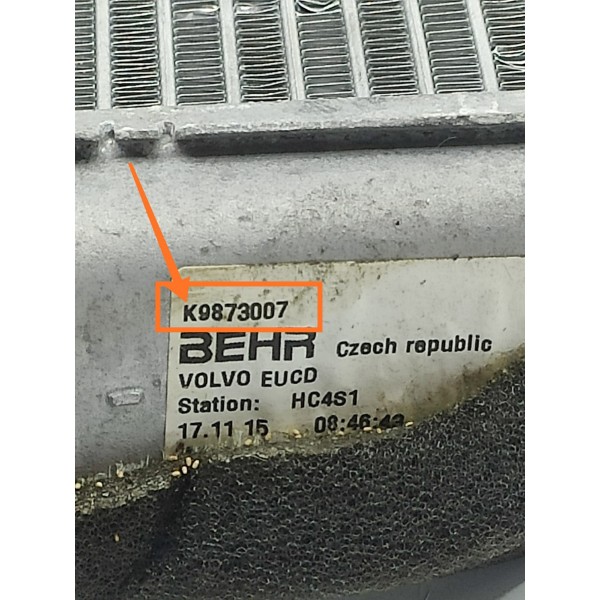 K9873007
BEHR Czech republic
VOLVO EUCD
Station: HC4S1
17.11 15 08:46:43